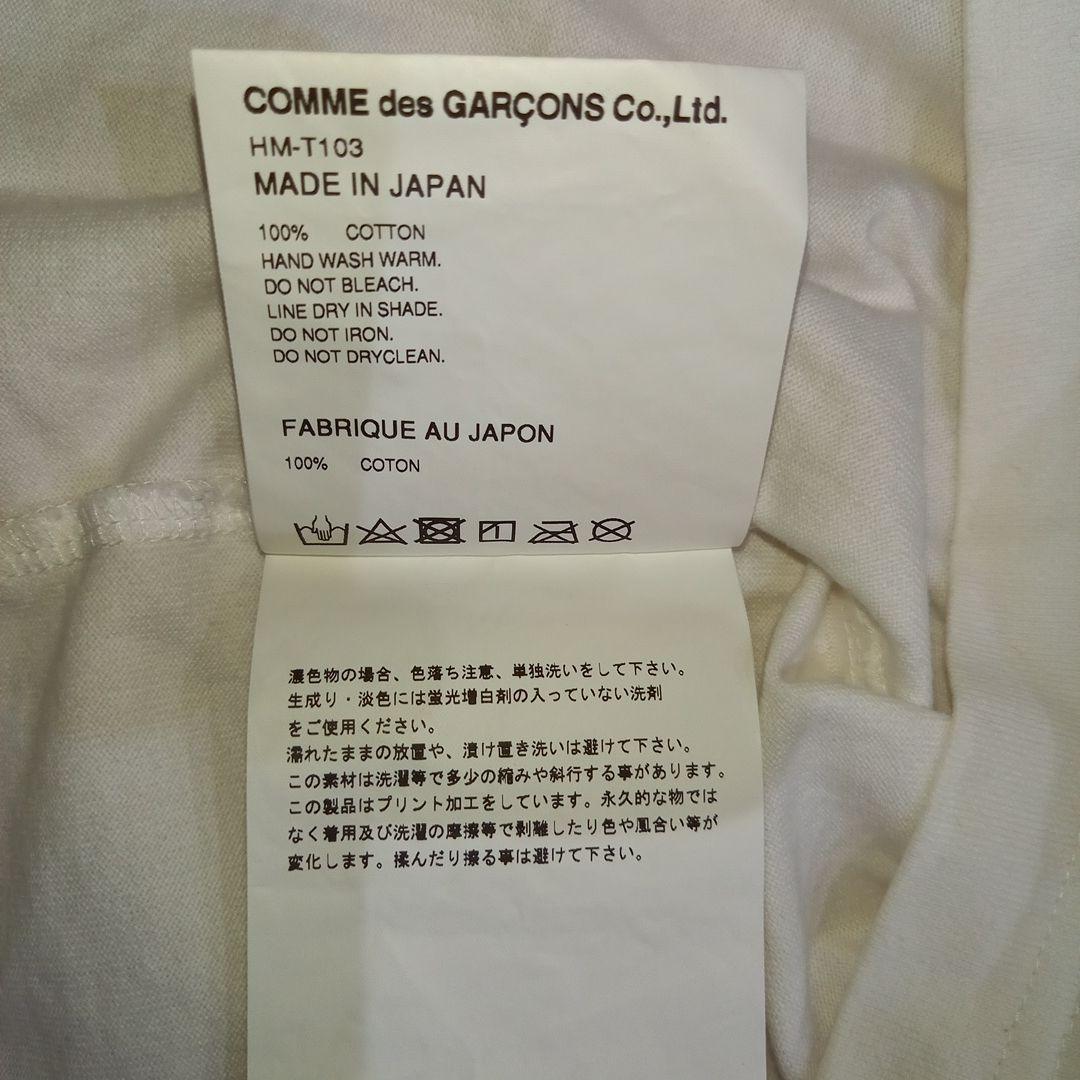 COMME des GARÇONS Co.,Ltd.
HM-T103
MADE IN JAPAN
100% COTTON
HAND WASH WARM.
DO NOT BLEACH.
LINE DRY IN SHADE.
DO NOT IRON.
DO NOT DRYCLEAN.
FABRIQUE AU JAPON
100% COTON
濃色物の場合、色落ち注意、単独洗いをして下さい。
生成り・淡色には蛍光増白剤の入っていない洗剤
をご使用ください。
濡れたままの放置や、漬け置き洗いは避けて下さい。
この素材は洗濯等で多少の縮みや斜行する事があります。
この製品はプリント加工をしています。永久的な物では
なく着用及び洗濯の摩擦等で剥離したり色や風合い等が
変化します。揉んだり擦る事は避けて下さい。